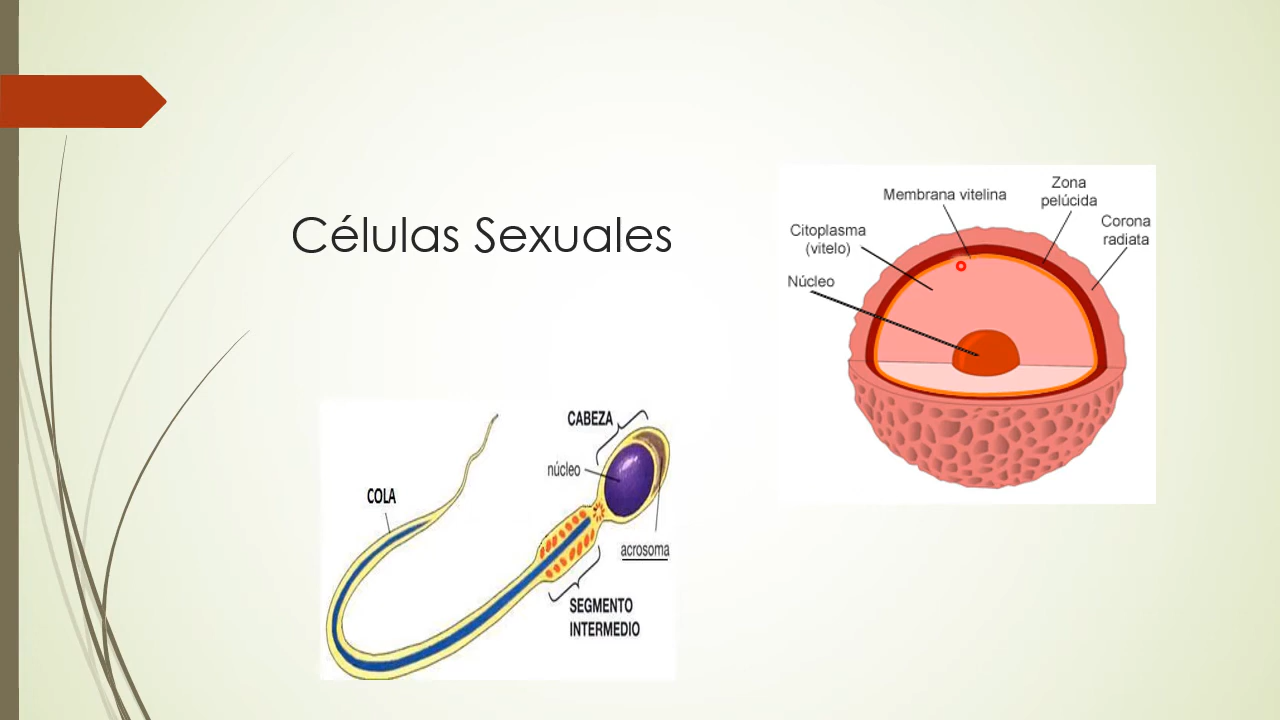 Células Sexuales
Membrana vitelina
Zona
pelúcida
Corona
radiata
Citoplasma
(vitelo)
Núcleo
CABEZA
núcleo
COLA
acrosoma
SEGMENTO
INTERMEDIO